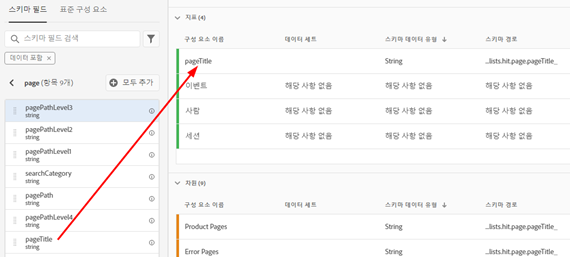 스키마 필드 표준 구성 요소
스키마 필드 검색
데이터 포함 ×
page (항목 9개) 모두 추가
pagePathLevel3
string
pagePathLevel2
string
pagePathLevel1
string
searchCategory
string
pagePath
string
pagePathLevel4
string
pageTitle
string
지표 (4)
구성 요소 이름 데이터 세트 스키마 데이터 유형 ↓ 스키마 경로
pageTitle String ...lists.hit.page.pageTitle_
이벤트 해당 사항 없음 해당 사항 없음 해당 사항 없음
사람 해당 사항 없음 해당 사항 없음 해당 사항 없음
세션 해당 사항 없음 해당 사항 없음 해당 사항 없음
차원 (9)
구성 요소 이름 데이터 세트 스키마 데이터 유형 ↓ 스키마 경로
Product Pages String ...lists.hit.page.pageTitle_
Error Pages String ...lists.hit.page.pageTitle_